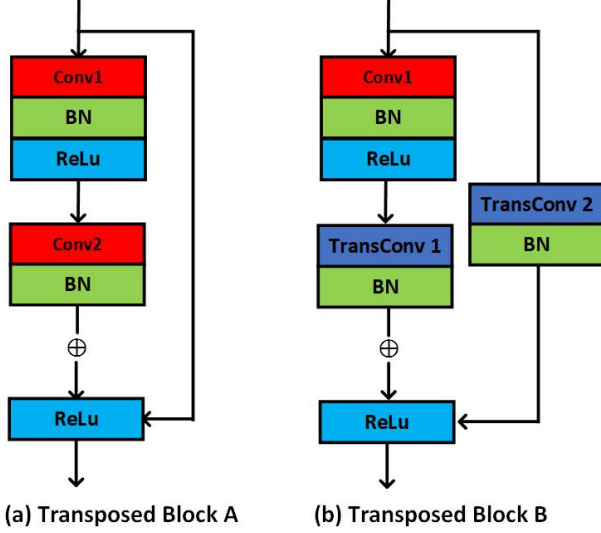 Conv1
BN
ReLu
Conv2
BN
ReLu
(a) Transposed Block A
Conv1
BN
ReLu
TransConv 1
BN
TransConv 2
BN
ReLu
(b) Transposed Block B